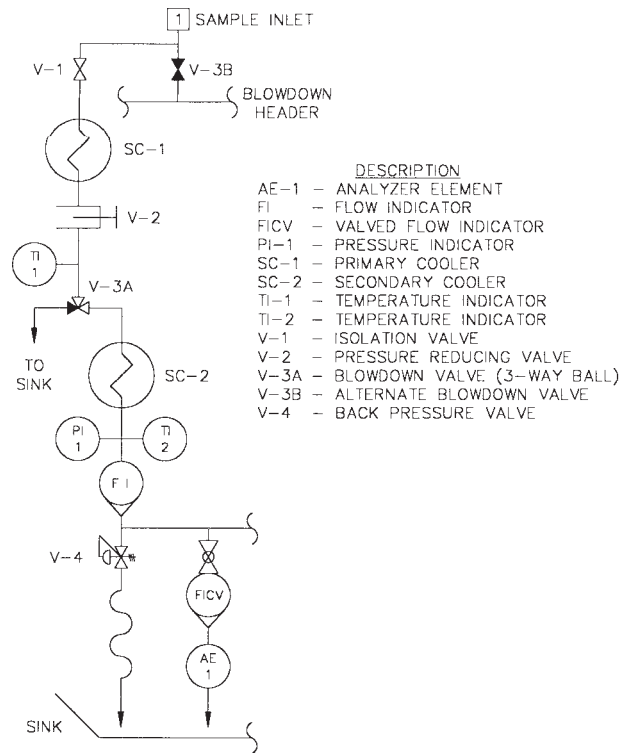 1 SAMPLE INLET
V-1
V-3B
BLOWDOWN
HEADER
SC-1
V-2
TI
1
V-3A
TO
SINK
SC-2
PI
1
TI
2
FI
V-4
FICV
AE
1
SINK
DESCRIPTION
AE-1 - ANALYZER ELEMENT
FI - FLOW INDICATOR
FICV - VALVED FLOW INDICATOR
PI-1 - PRESSURE INDICATOR
SC-1 - PRIMARY COOLER
SC-2 - SECONDARY COOLER
TI-1 - TEMPERATURE INDICATOR
TI-2 - TEMPERATURE INDICATOR
V-1 - ISOLATION VALVE
V-2 - PRESSURE REDUCING VALVE
V-3A - BLOWDOWN VALVE (3-WAY BALL)
V-3B - ALTERNATE BLOWDOWN VALVE
V-4 - BACK PRESSURE VALVE